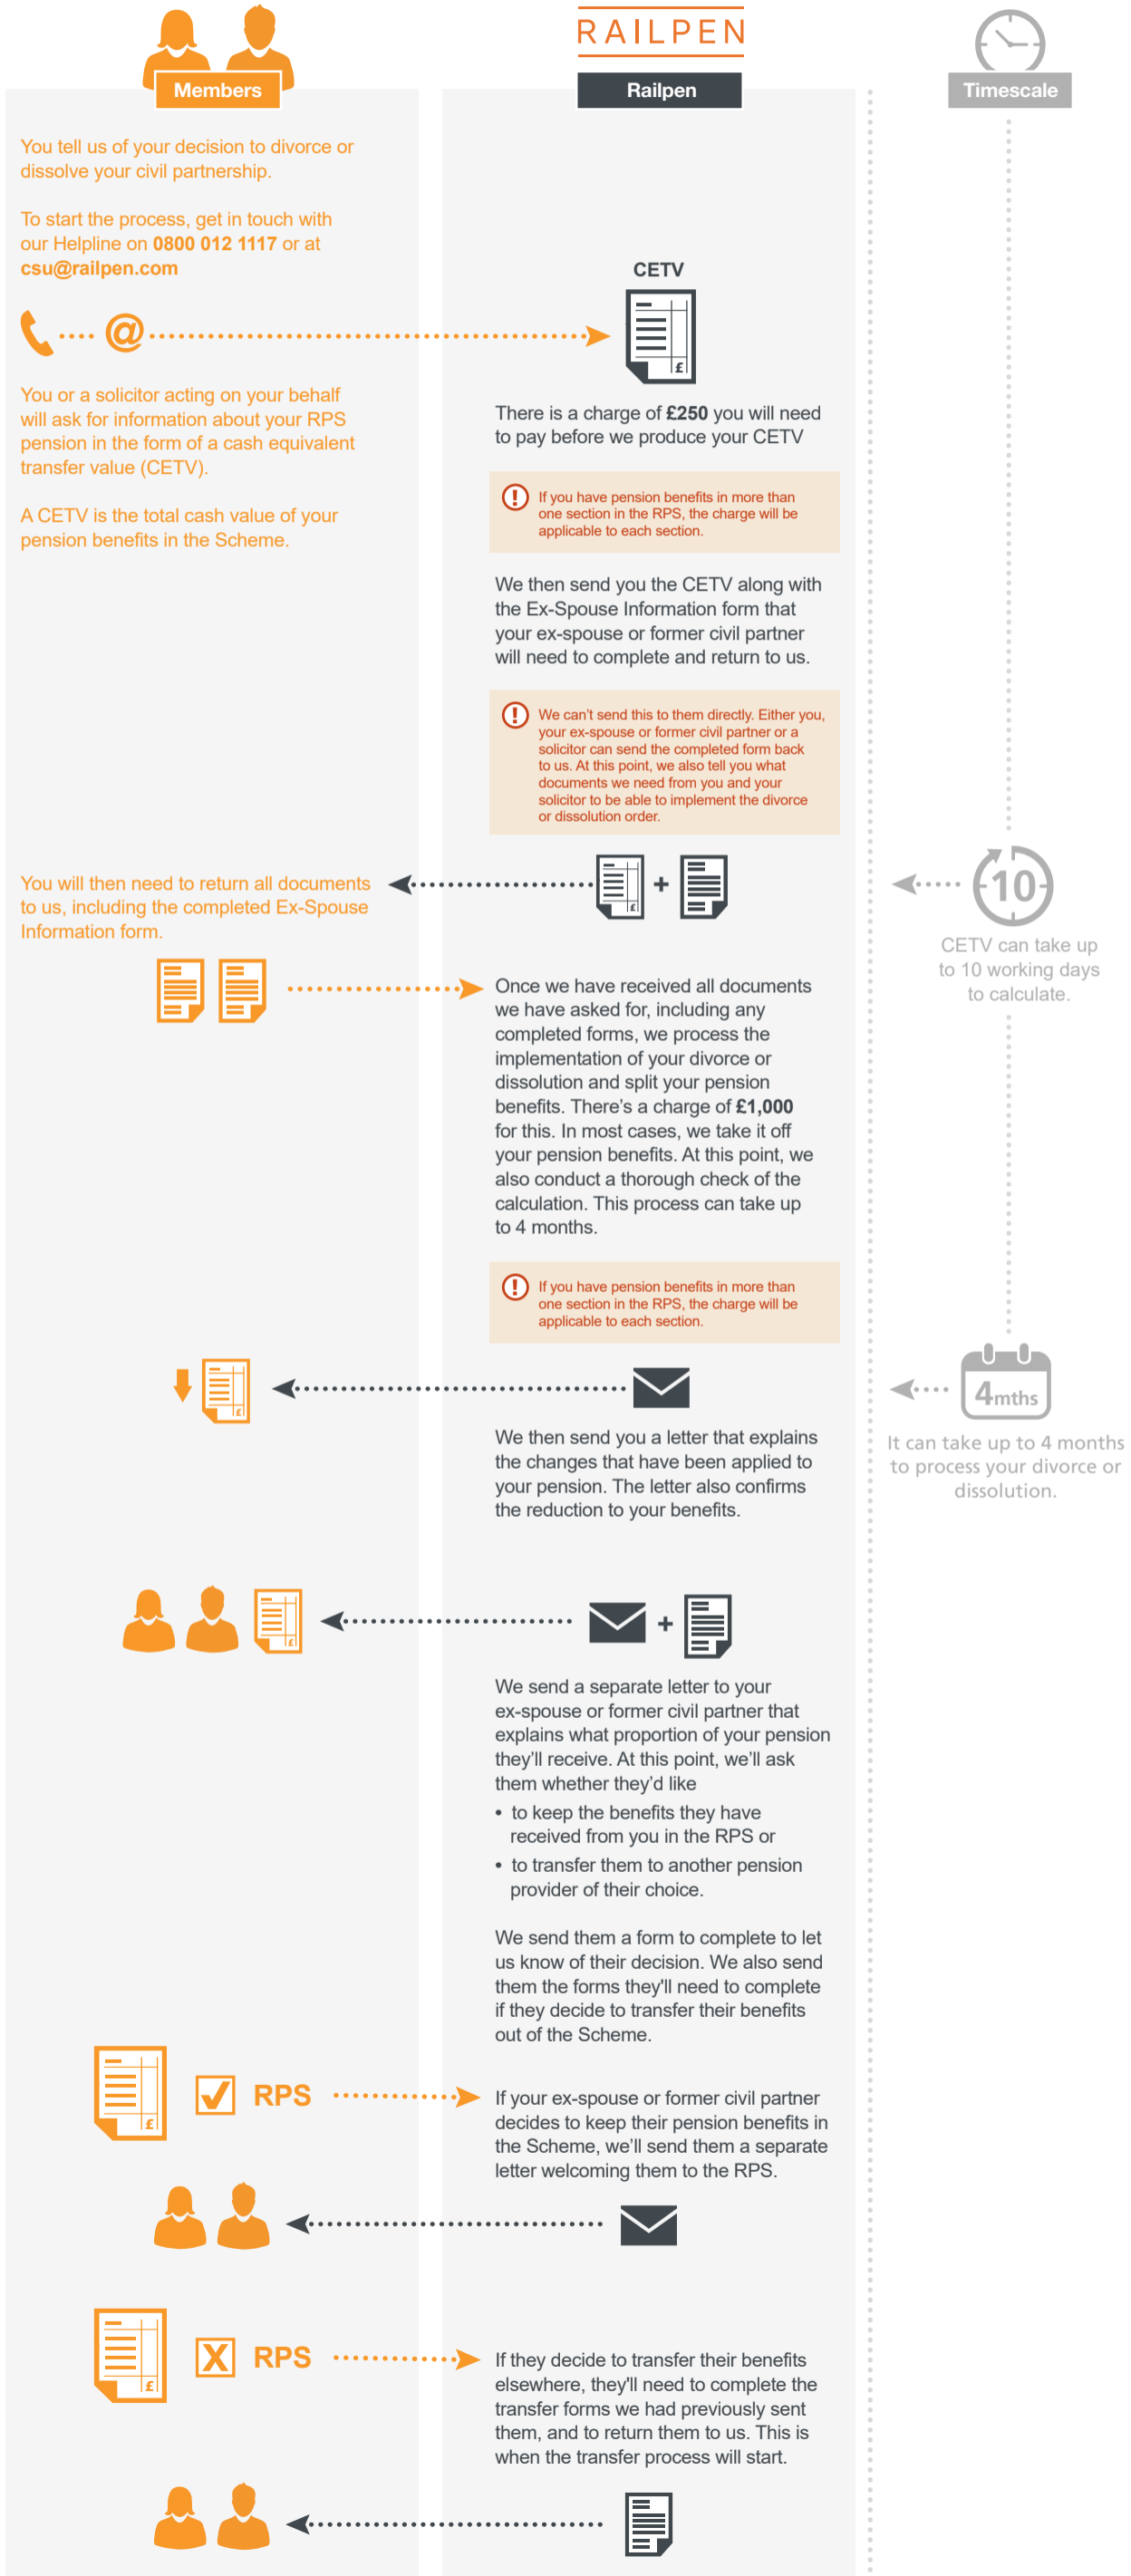 RAILPEN
Members
Railpen
Timescale
You tell us of your decision to divorce or
dissolve your civil partnership.
To start the process, get in touch with
our Helpline on 0800 012 1117 or at
csu@railpen.com
CETV
@
£
You or a solicitor acting on your behalf
will ask for information about your RPS
pension in the form of a cash equivalent
transfer value (CETV).
A CETV is the total cash value of your
pension benefits in the Scheme.
There is a charge of £250 you will need
to pay before we produce your CETV
! If you have pension benefits in more than
one section in the RPS, the charge will be
applicable to each section.
We then send you the CETV along with
the Ex-Spouse Information form that
your ex-spouse or former civil partner
will need to complete and return to us.
! We can't send this to them directly. Either you,
your ex-spouse or former civil partner or a
solicitor can send the completed form back
to us. At this point, we also tell you what
documents we need from you and your
solicitor to be able to implement the divorce
or dissolution order.
You will then need to return all documents
to us, including the completed Ex-Spouse
Information form.
£ +
10
CETV can take up
to 10 working days
to calculate.
Once we have received all documents
we have asked for, including any
completed forms, we process the
implementation of your divorce or
dissolution and split your pension
benefits. There's a charge of £1,000
for this. In most cases, we take it off
your pension benefits. At this point, we
also conduct a thorough check of the
calculation. This process can take up
to 4 months.
! If you have pension benefits in more than
one section in the RPS, the charge will be
applicable to each section.
£
4mths
It can take up to 4 months
to process your divorce or
dissolution.
We then send you a letter that explains
the changes that have been applied to
your pension. The letter also confirms
the reduction to your benefits.
£
+
We send a separate letter to your
ex-spouse or former civil partner that
explains what proportion of your pension
they'll receive. At this point, we'll ask
them whether they'd like
• to keep the benefits they have
received from you in the RPS or
• to transfer them to another pension
provider of their choice.
We send them a form to complete to let
us know of their decision. We also send
them the forms they'll need to complete
if they decide to transfer their benefits
out of the Scheme.
£
RPS
If your ex-spouse or former civil partner
decides to keep their pension benefits in
the Scheme, we'll send them a separate
letter welcoming them to the RPS.
£
X RPS
If they decide to transfer their benefits
elsewhere, they'll need to complete the
transfer forms we had previously sent
them, and to return them to us. This is
when the transfer process will start.